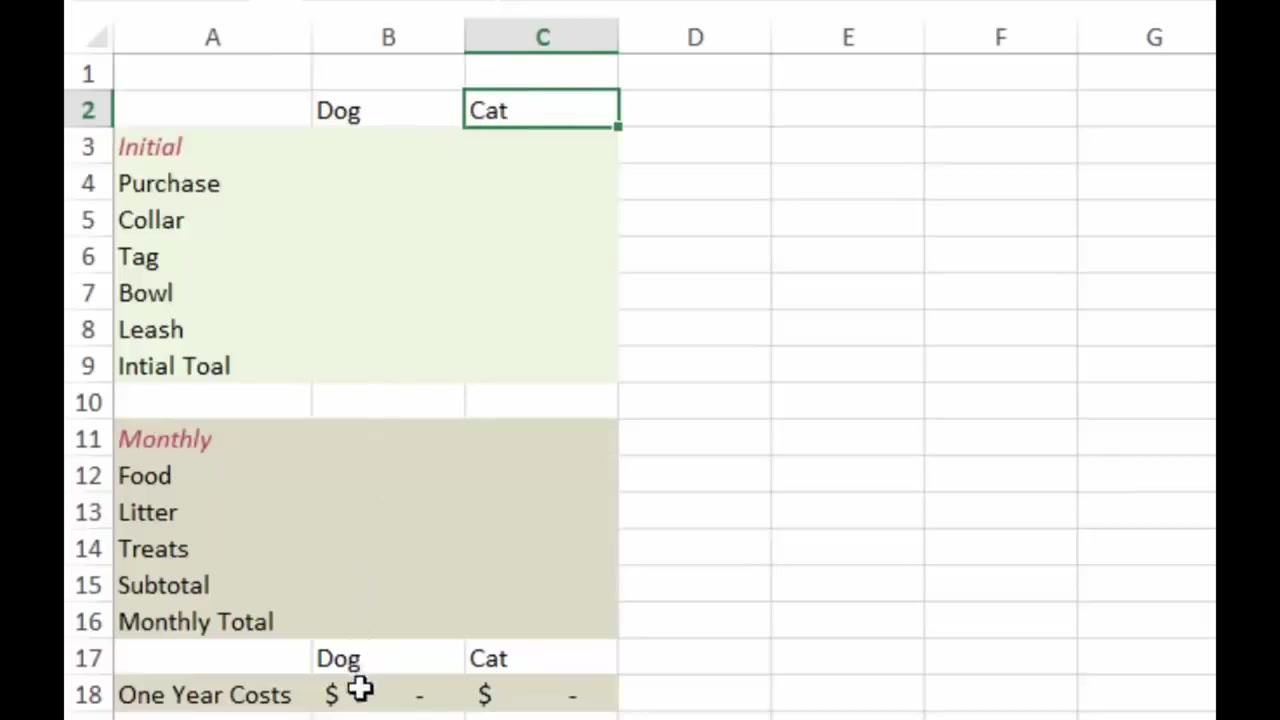 A B C D E F G
1
2 Dog Cat
3 Initial
4 Purchase
5 Collar
6 Tag
7 Bowl
8 Leash
9 Intial Toal
10
11 Monthly
12 Food
13 Litter
14 Treats
15 Subtotal
16 Monthly Total
17 Dog Cat
18 One Year Costs $ - $ -